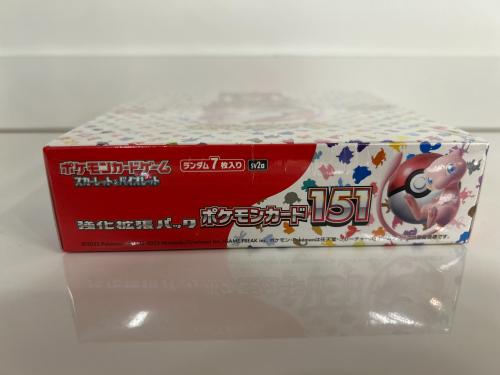 ポケモンカードゲーム
ランダム7枚入り sv2a
スカーレット&バイオレット
強化拡張パック ポケモンカード151